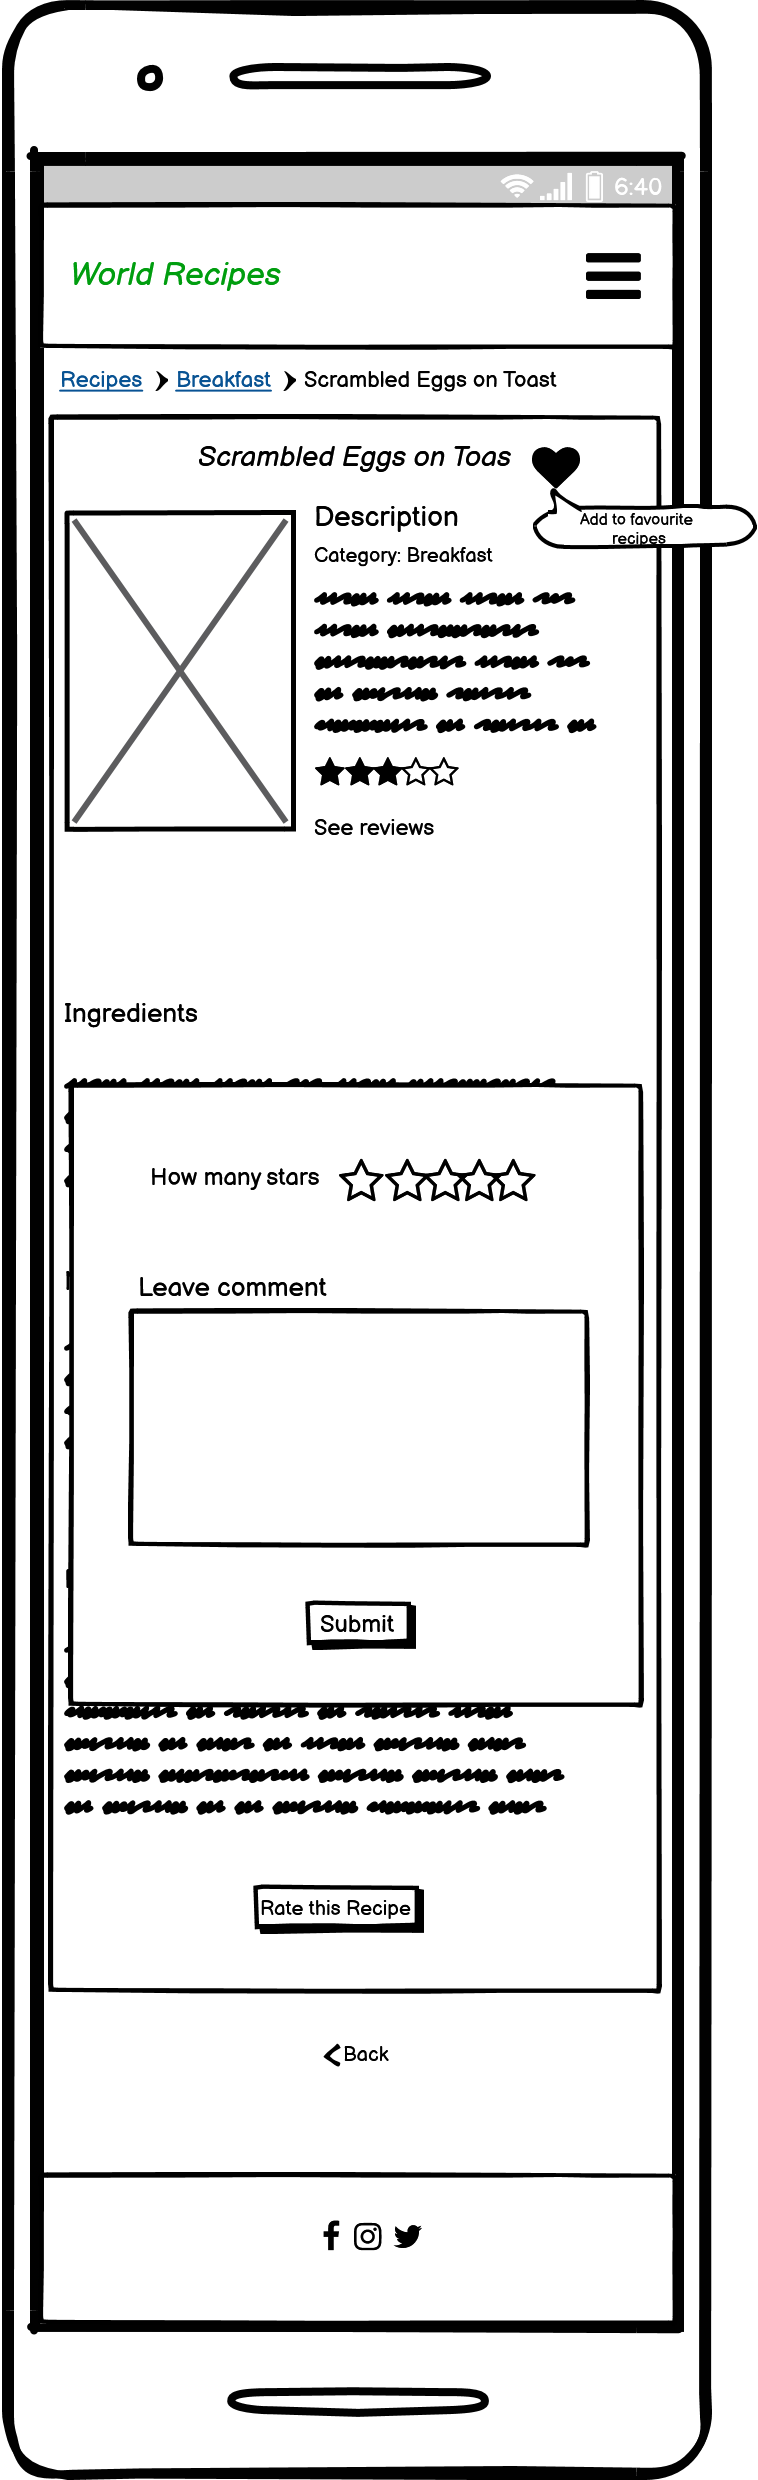 6:40
World Recipes
Recipes Breakfast Scrambled Eggs on Toast
Scrambled Eggs on Toas
Add to favourite
recipes
Description
Category: Breakfast
See reviews
Ingredients
How many stars
Leave comment
Submit
Rate this Recipe
Back